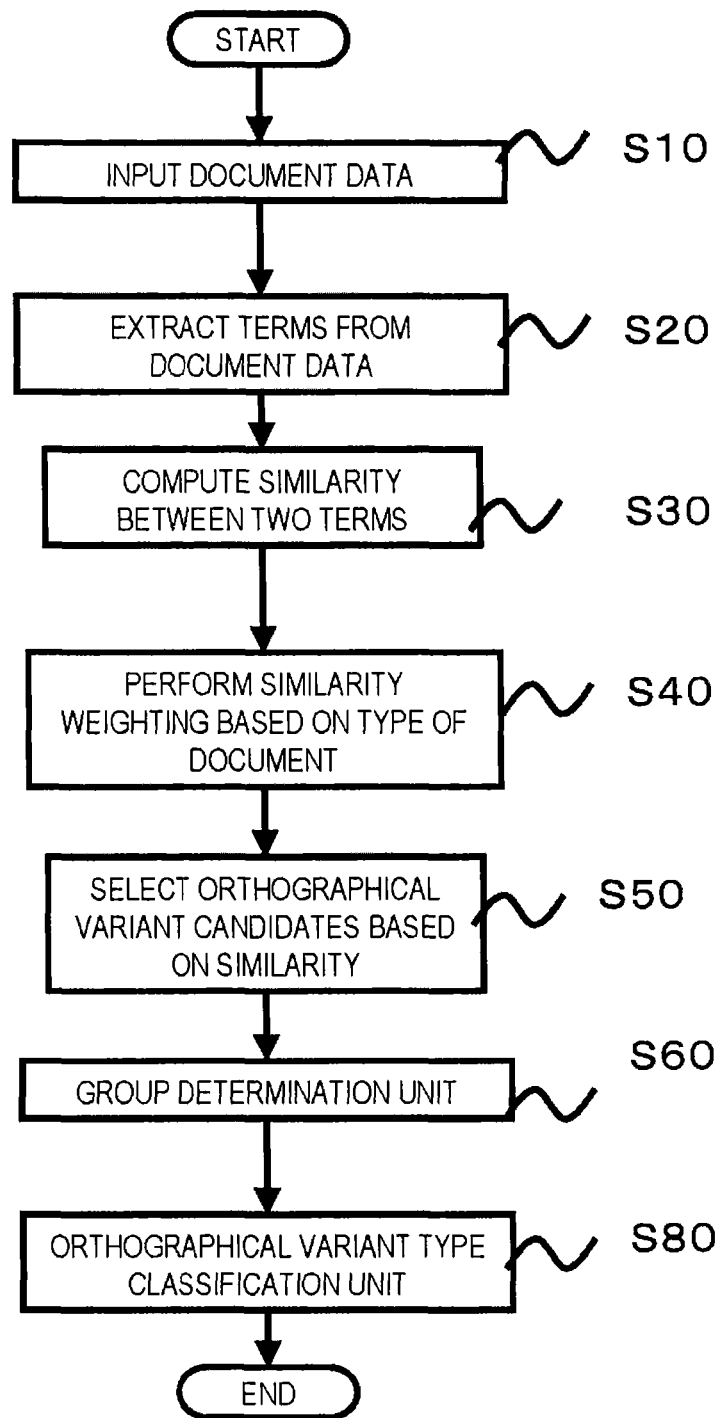 START
INPUT DOCUMENT DATA
S10
EXTRACT TERMS FROM
DOCUMENT DATA
S20
COMPUTE SIMILARITY
BETWEEN TWO TERMS
S30
PERFORM SIMILARITY
WEIGHTING BASED ON TYPE OF
DOCUMENT
S40
SELECT ORTHOGRAPHICAL
VARIANT CANDIDATES BASED
ON SIMILARITY
S50
GROUP DETERMINATION UNIT
S60
ORTHOGRAPHICAL VARIANT TYPE
CLASSIFICATION UNIT
S80
END